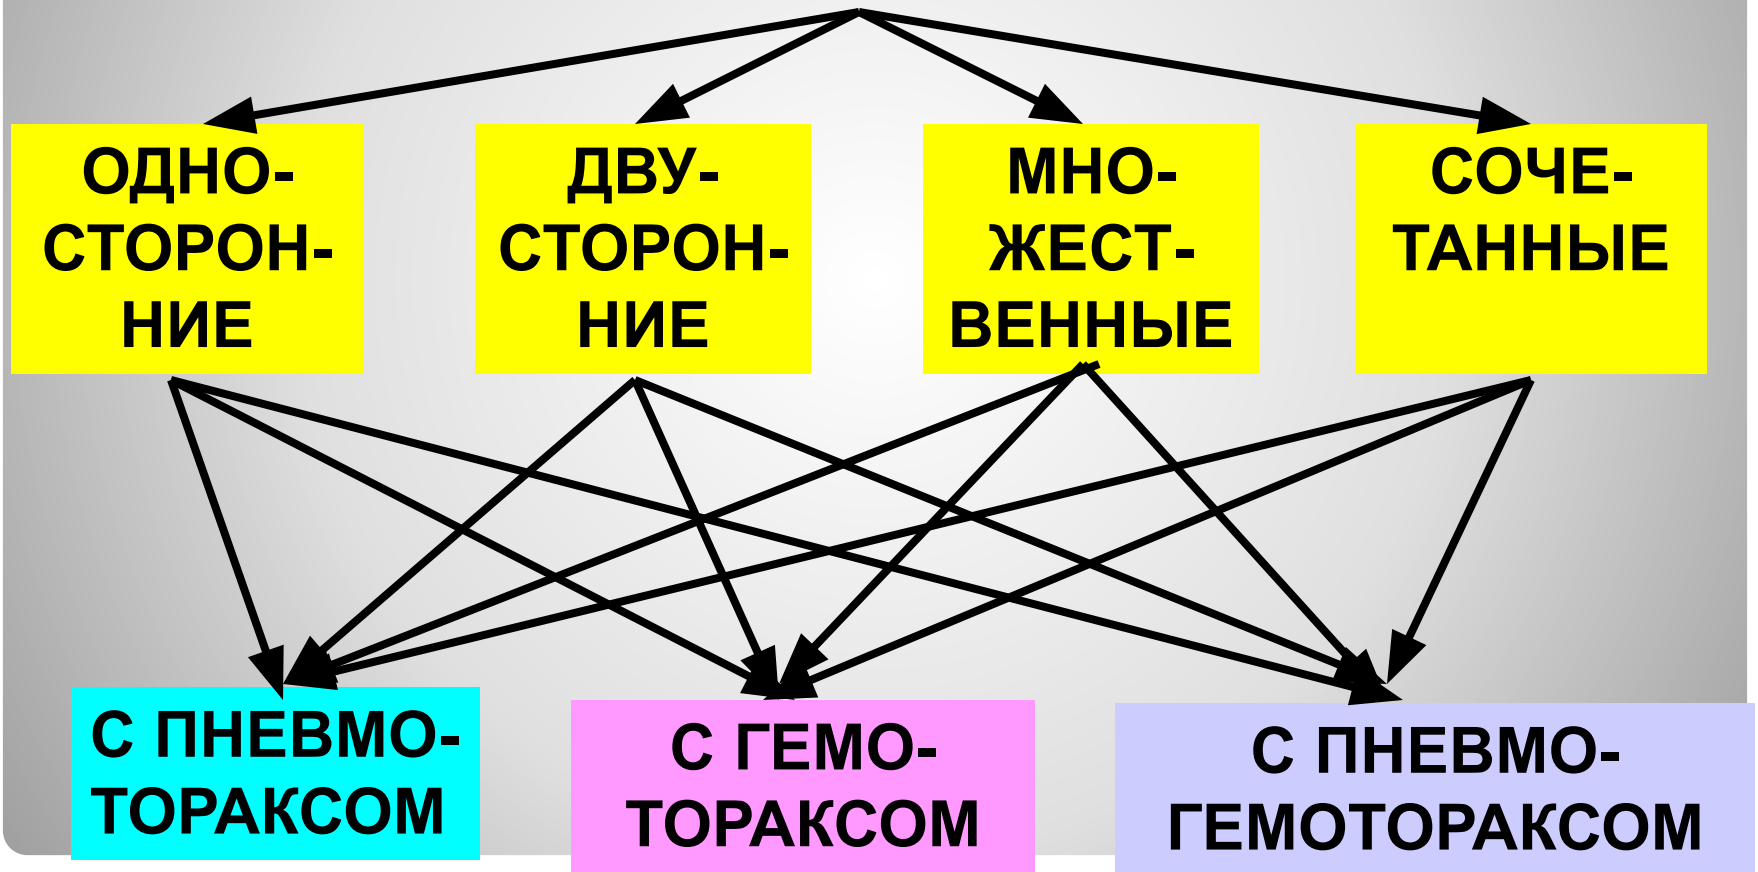 ОДНО-
СТОРОН-
НИЕ
ДВУ-
СТОРОН-
НИЕ
МНО-
ЖЕСТ-
ВЕННЫЕ
СОЧЕ-
ТАННЫЕ
С ПНЕВМО-
ТОРАКСОМ
С ГЕМО-
ТОРАКСОМ
С ПНЕВМО-
ГЕМОТОРАКСОМ